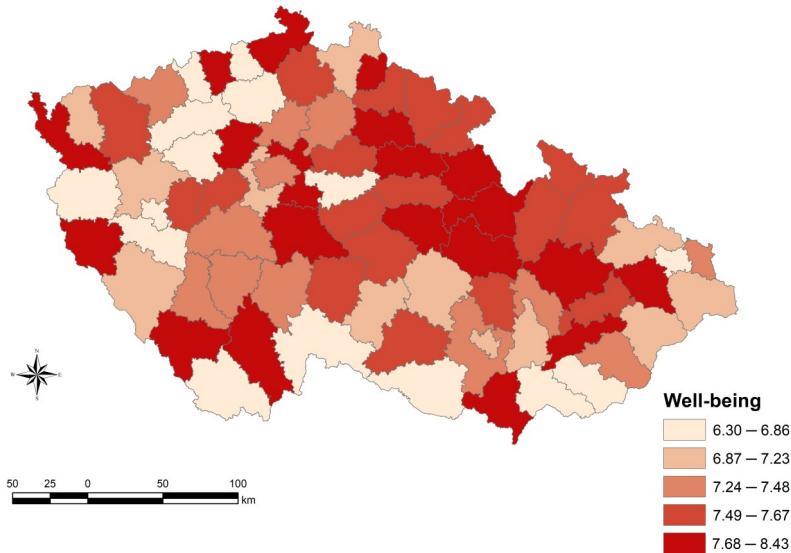 N
W E
S
Well-being
6.30 — 6.86
6.87 — 7.23
7.24 — 7.48
7.49 — 7.67
7.68 — 8.43
50 25 0 50 100
km